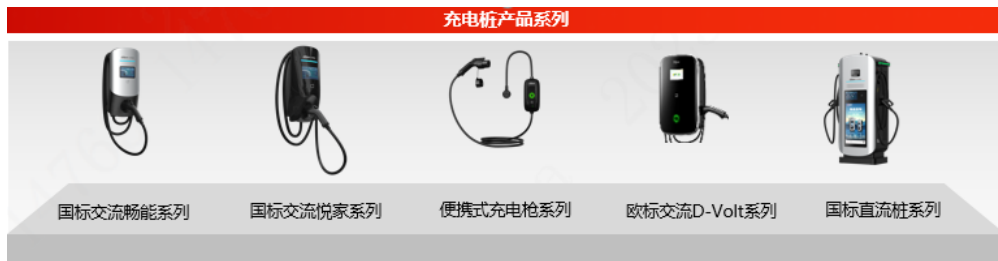 充电桩产品系列
国标交流畅能系列
国标交流悦家系列
便携式充电枪系列
欧标交流D-Volt系列
国标直流桩系列